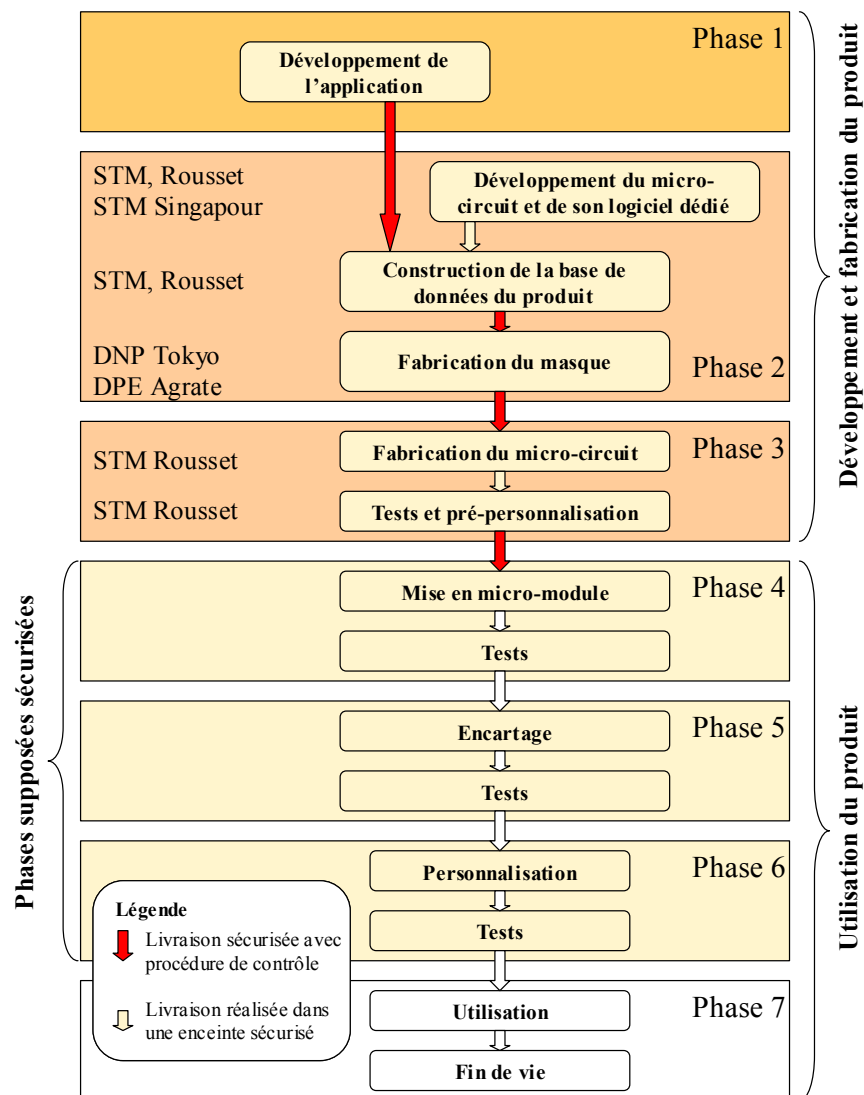 Phase 1
Développement de
l’application
STM, Rousset
STM Singapour
Développement du micro-
circuit et de son logiciel dédié
STM, Rousset
Construction de la base de
données du produit
DNP Tokyo
DPE Agrate
Fabrication du masque
Phase 2
Développement et fabrication du produit
Phase 3
STM Rousset
Fabrication du micro-circuit
STM Rousset
Tests et pré-personnalisation
Phase 4
Mise en micro-module
Tests
Phase 5
Encartage
Tests
Phase 6
Personnalisation
Tests
Phases supposées sécurisées
Utilisation du produit
Légende
Livraison sécurisée avec
procédure de contrôle
Livraison réalisée dans
une enceinte sécurisé
Phase 7
Utilisation
Fin de vie